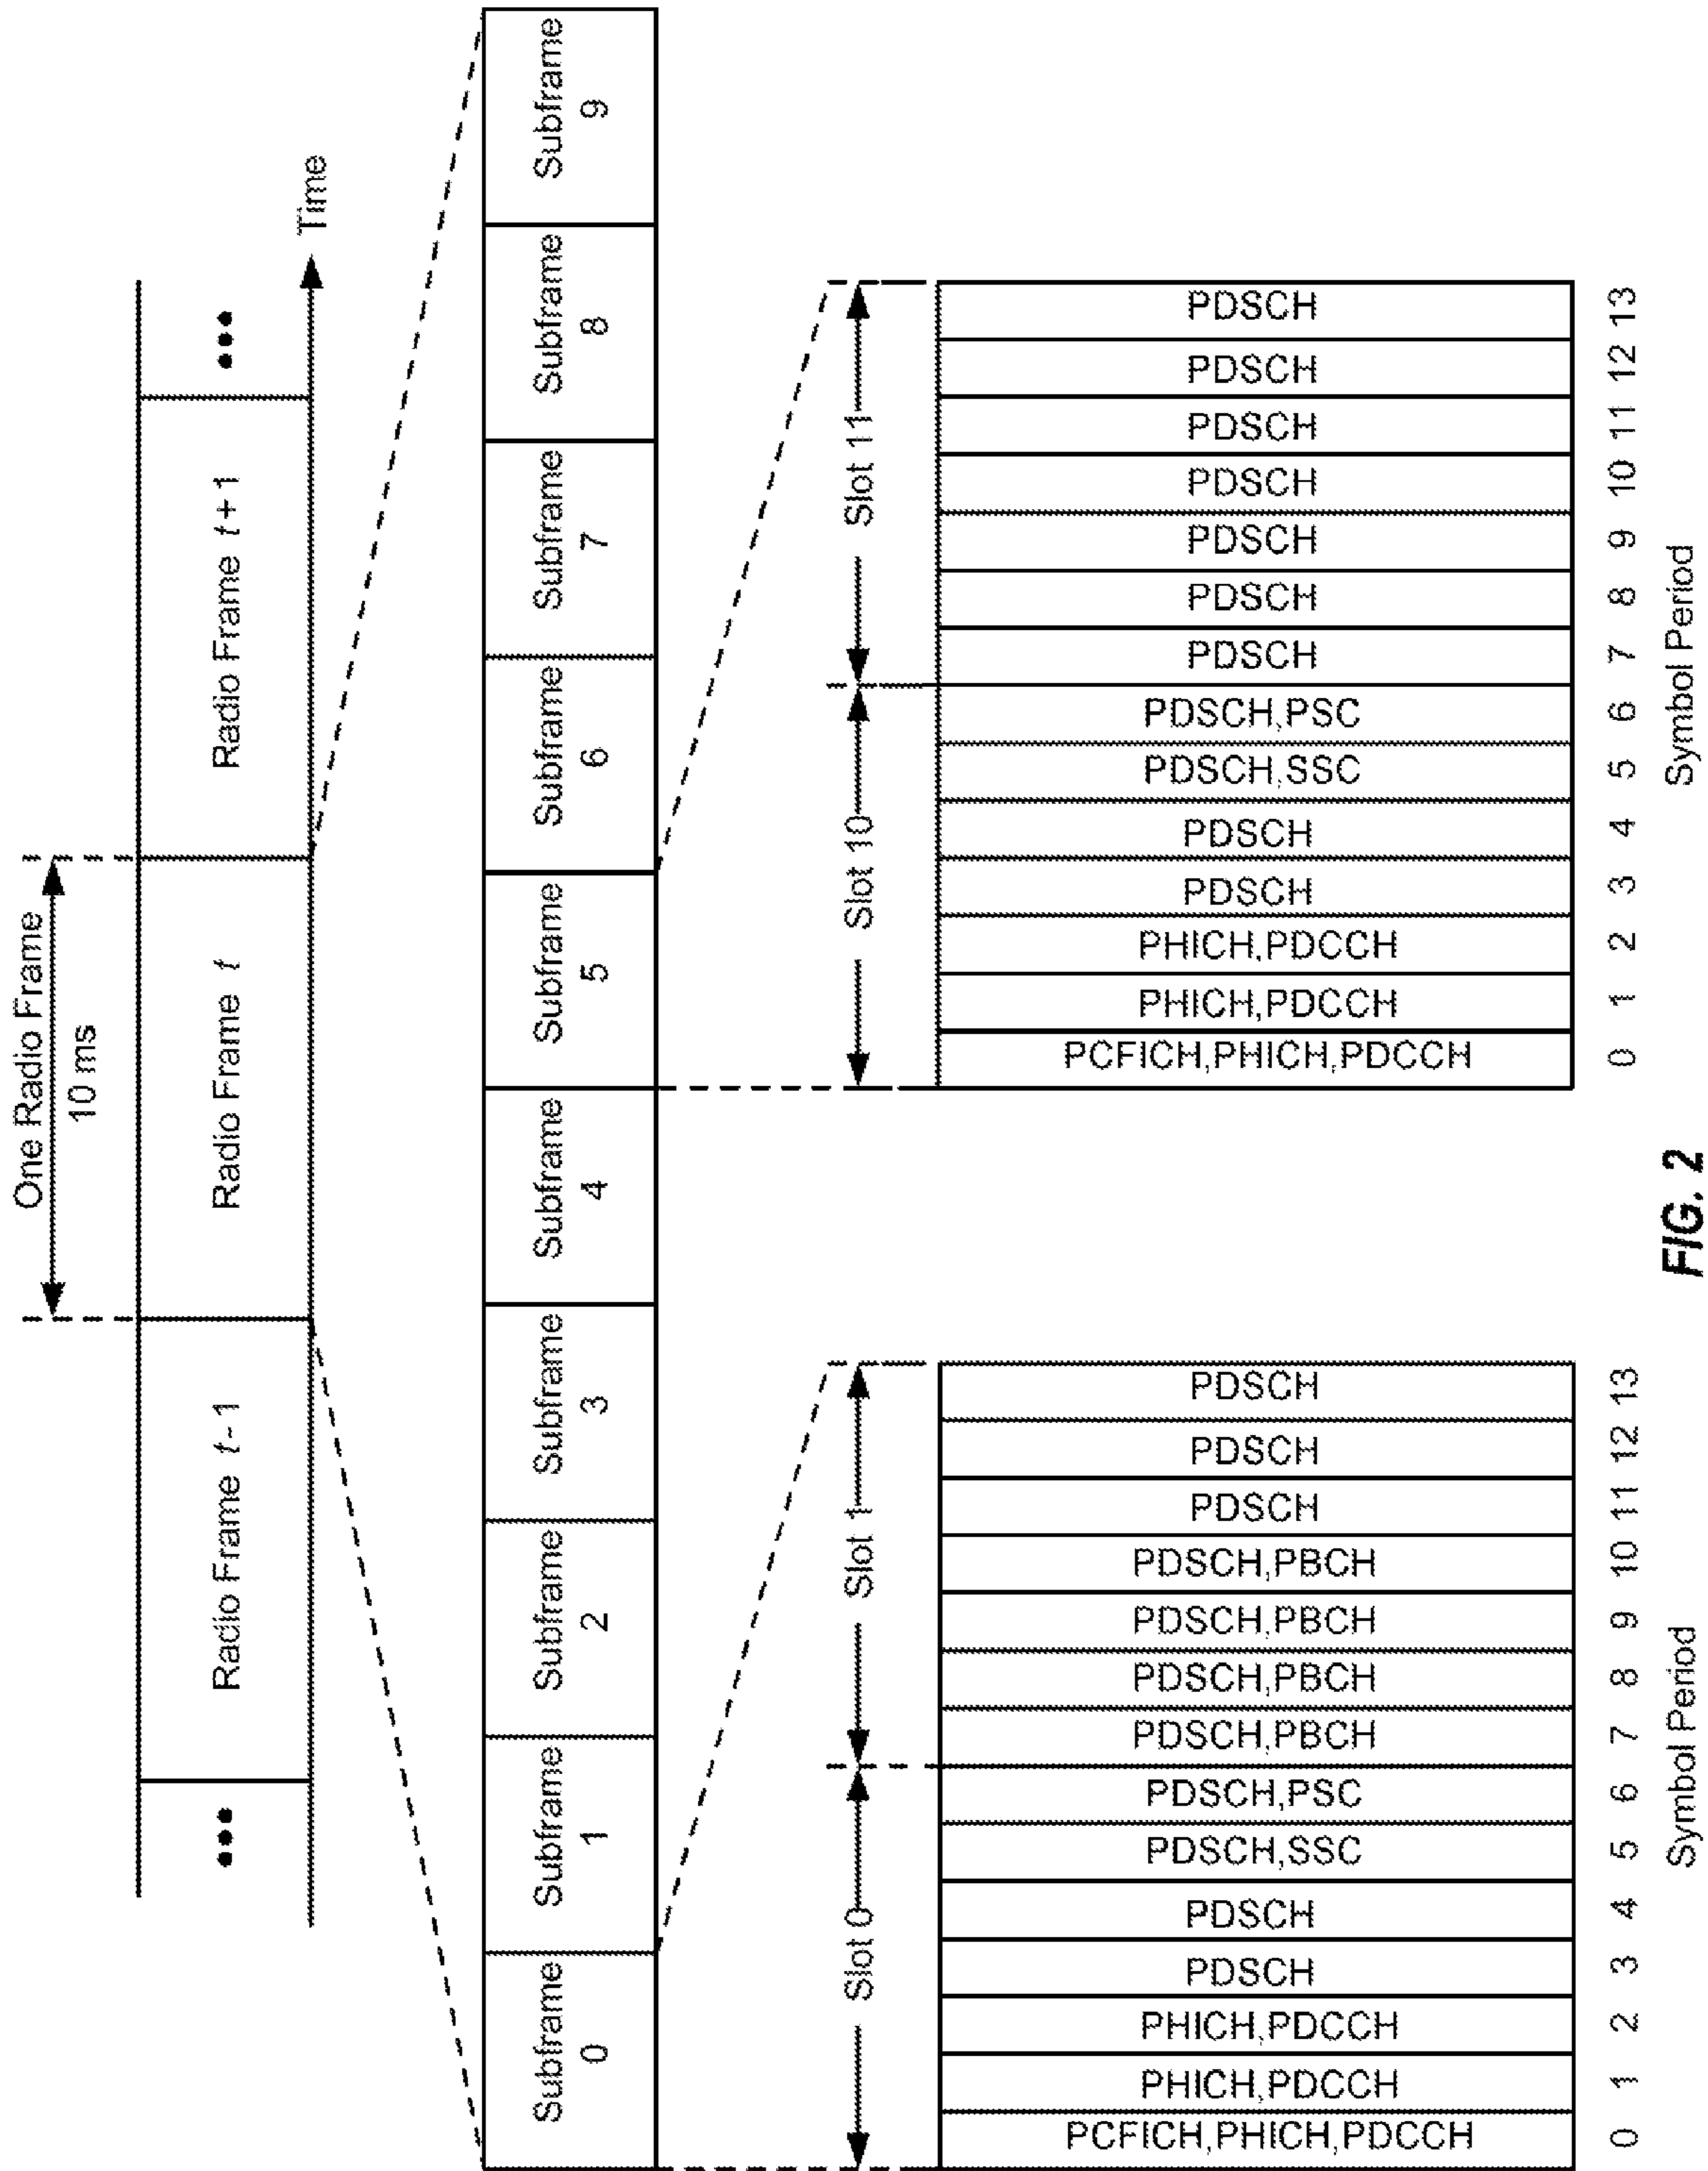 One Radio Frame
10 ms
••• Radio Frame t-1 Radio Frame t Radio Frame t+1 •••
Time
Subframe 0
Subframe 1
Subframe 2
Subframe 3
Subframe 4
Subframe 5
Subframe 6
Subframe 7
Subframe 8
Subframe 9
Slot 0
Slot 1
PCFICH,PHICH,PDCCH
PHICH,PDCCH
PHICH,PDCCH
PDSCH
PDSCH
PDSCH,SSC
PDSCH,PSC
PDSCH,PBCH
PDSCH,PBCH
PDSCH,PBCH
PDSCH,PBCH
PDSCH
PDSCH
PDSCH
0 1 2 3 4 5 6 7 8 9 10 11 12 13
Symbol Period
Slot 10
Slot 11
PCFICH,PHICH,PDCCH
PHICH,PDCCH
PHICH,PDCCH
PDSCH
PDSCH
PDSCH,SSC
PDSCH,PSC
PDSCH
PDSCH
PDSCH
PDSCH
PDSCH
PDSCH
PDSCH
0 1 2 3 4 5 6 7 8 9 10 11 12 13
Symbol Period
FIG. 2